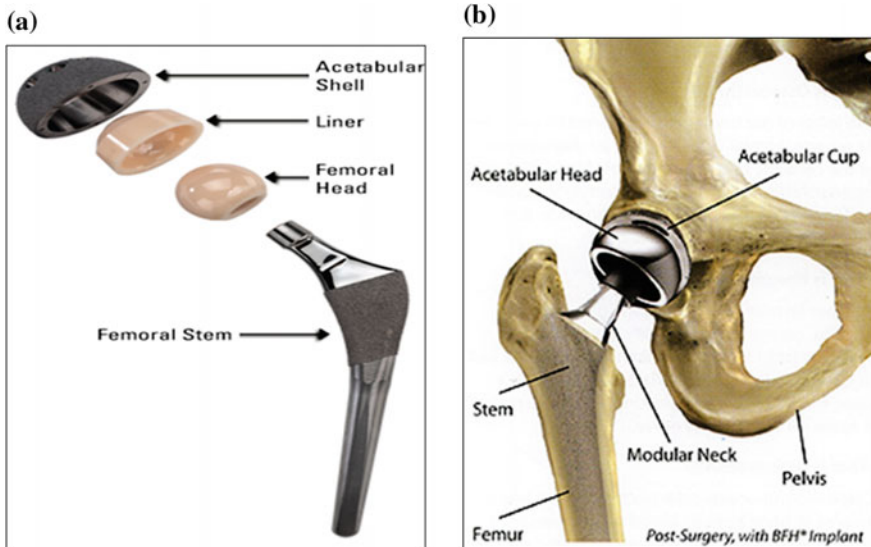 (a)
Acetabular
Shell
Liner
Femoral
Head
Femoral Stem
(b)
Acetabular Head
Acetabular Cup
Stem
Modular Neck
Pelvis
Femur
Post-Surgery, with BFH* Implant